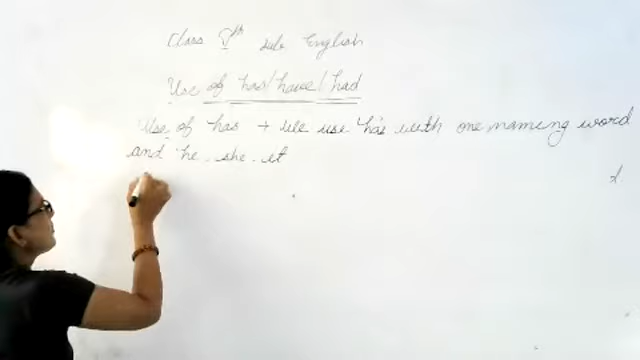 Class Vth sub English
Use of has/have/had
Use of has → We use 'has with one naming word
and he. she. it